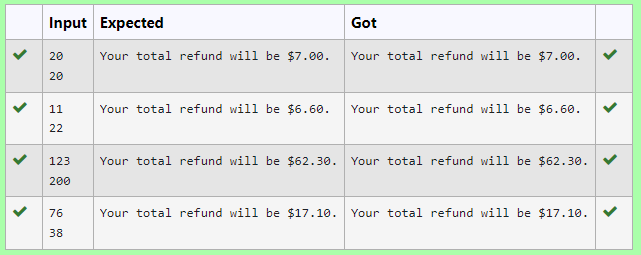 Input Expected Got
20 Your total refund will be $7.00. Your total refund will be $7.00.
20
11 Your total refund will be $6.60. Your total refund will be $6.60.
22
123 Your total refund will be $62.30. Your total refund will be $62.30.
200
76 Your total refund will be $17.10. Your total refund will be $17.10.
38